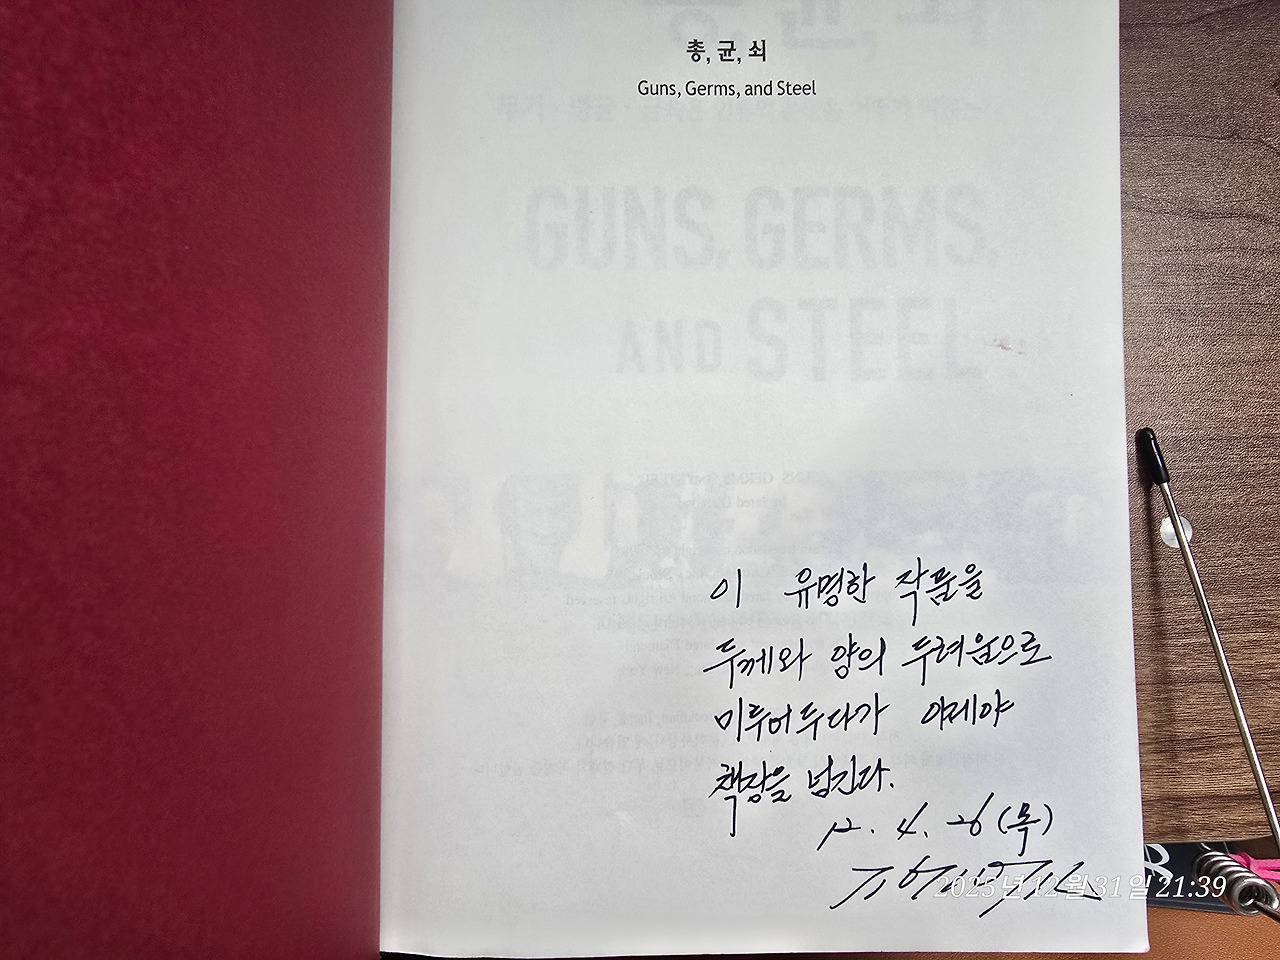 총, 균, 쇠
Guns, Germs, and Steel
GUNS, GERMS,
AND STEEL
이 유명한 작품을
두께와 양의 두려움으로
미루어두다가 이제야
책장을 넘긴다.
12. 4. 26 (목)
2025년 12월 31일 21:39